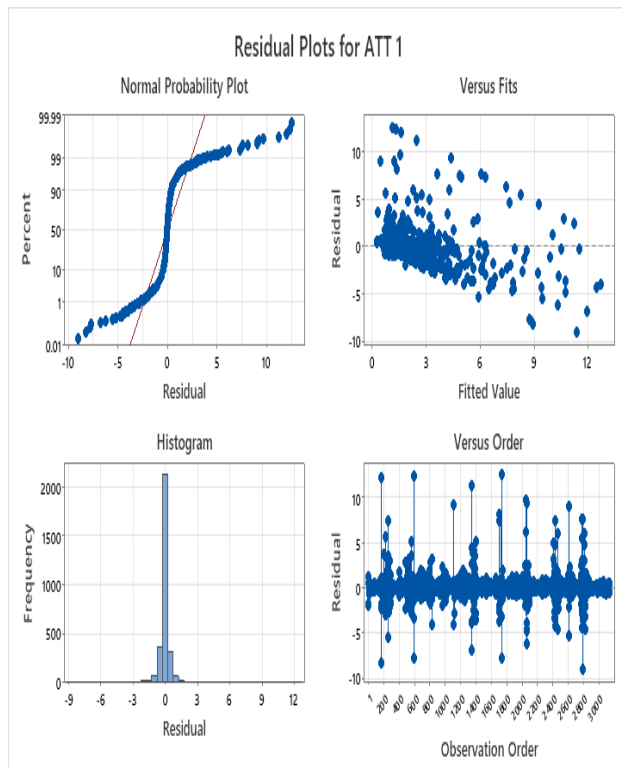 Residual Plots for ATT 1
Normal Probability Plot
99.99
99
90
50
10
1
0.01
Percent
-10 -5 0 5 10
Residual
Versus Fits
10
5
0
-5
-10
Residual
0 3 6 9 12
Fitted Value
Histogram
2000
1500
1000
500
0
Frequency
-9 -6 -3 0 3 6 9 12
Residual
Versus Order
10
5
0
-5
-10
Residual
1 200 400 600 800 1000 1200 1400 1600 1800 2000 2200 2400 2600 2800 3000
Observation Order